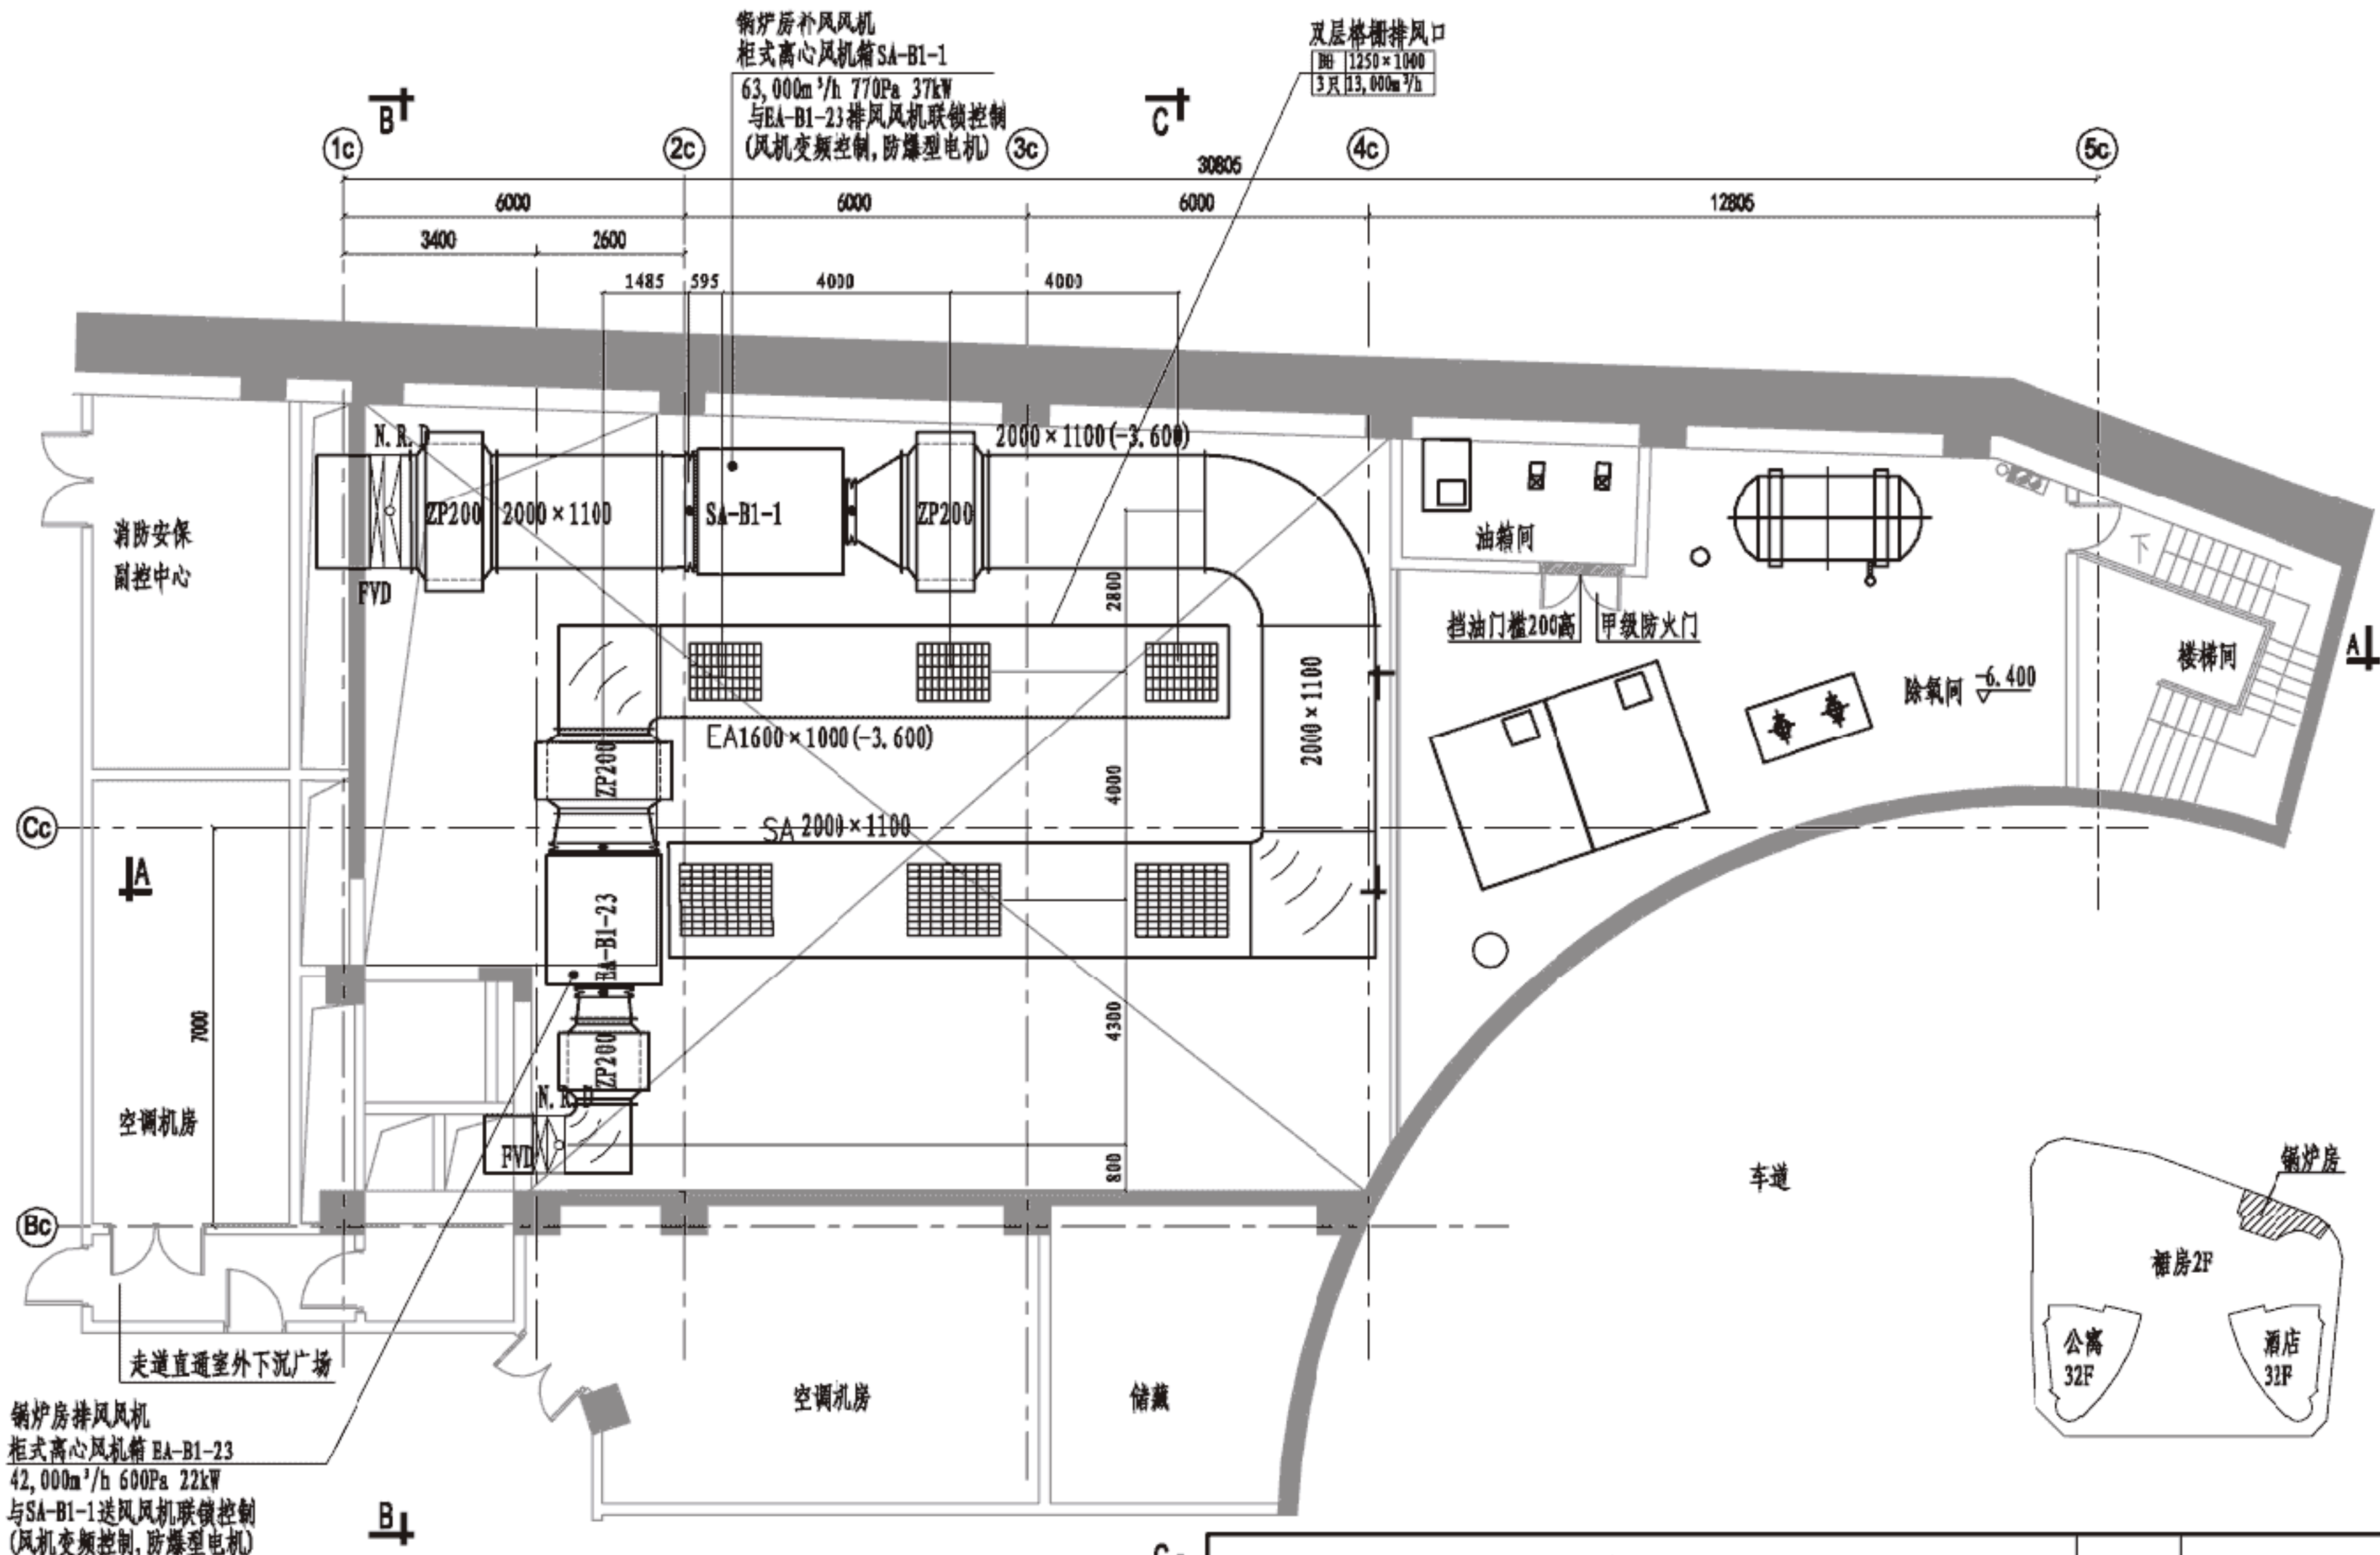 锅炉房补风风机
柜式离心风机箱SA-B1-1
63,000m³/h 770Pa 37kW
与EA-B1-23排风风机联锁控制
(风机变频控制,防爆型电机)
双层格栅排风口
1250×1000
3只 13,000m³/h
B
C
1c
2c
3c
4c
5c
30805
6000
6000
6000
12805
3400
2600
1485
595
4000
4000
N.R.D
2000×1100(-3.600)
ZP200
2000×1100
SA-B1-1
ZP200
FVD
消防安保
副控中心
油箱间
下
2800
挡油门槛200高
甲级防火门
楼梯间
A
除氧间
-6.400
2000×1100
EA1600×1000(-3.600)
ZP200
4000
SA 2000×1100
Cc
A
EA-B1-23
7000
4300
ZP200
N.R.D
FVD
800
空调机房
Bc
车道
锅炉房
裙房2F
公寓
32F
酒店
32F
走道直通室外下沉广场
空调机房
储藏
锅炉房排风风机
柜式离心风机箱 EA-B1-23
42,000m³/h 600Pa 22kW
与SA-B1-1送风风机联锁控制
(风机变频控制,防爆型电机)
B